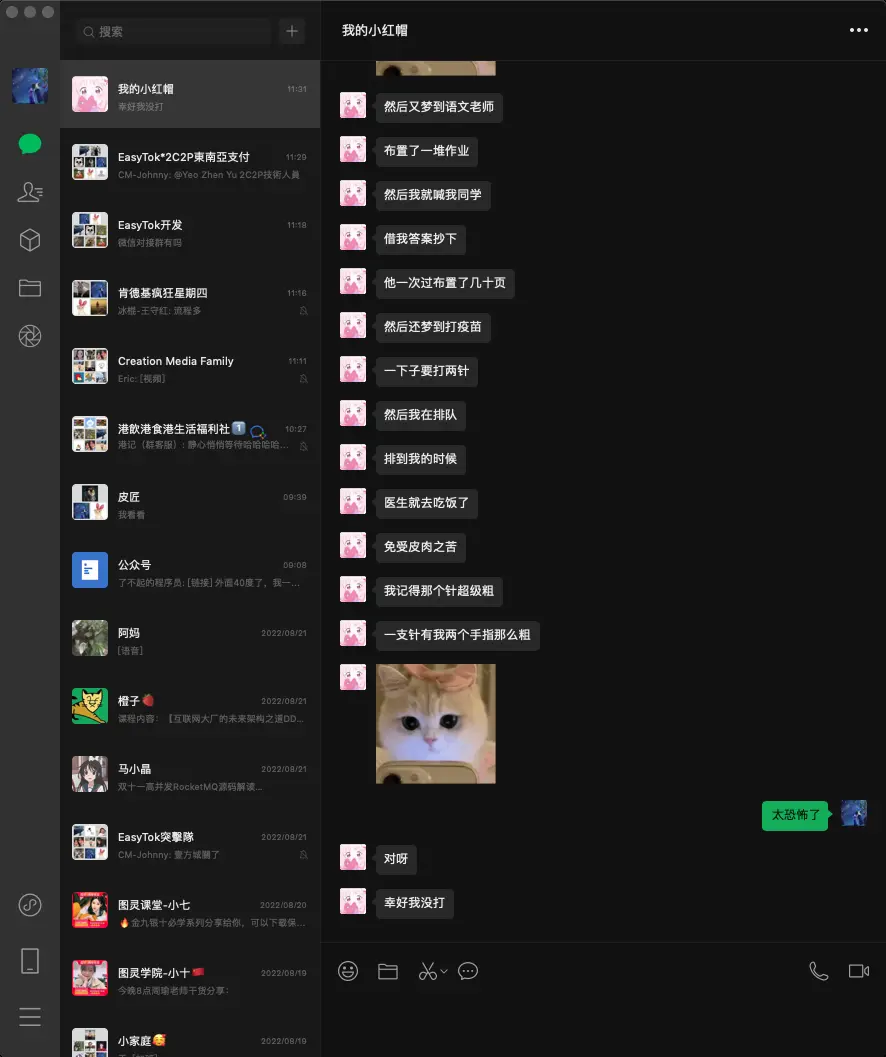 搜索
我的小红帽
11:31
幸好我没打
EasyTok*2C2P東南亞支付
11:29
CM-Johnny: @Yeo Zhen Yu 2C2P技術人員
EasyTok开发
11:18
微信对接群有吗
肯德基疯狂星期四
11:16
冰棍-王守红: 流程多
Creation Media Family
11:11
Eric: [视频]
港飲港食港生活福利社1️⃣
10:27
港记（群客服）: 静心悄悄等待哈哈哈哈...
皮匠
09:39
我看看
公众号
09:08
了不起的程序员: [链接] 外面40度了，我一...
阿妈
2022/08/21
[语音]
橙子🍓
2022/08/21
课程内容：【互联网大厂的未来架构之道DD...
马小晶
2022/08/21
双十一高并发RocketMQ源码解读...
EasyTok突擊隊
2022/08/21
CM-Johnny: 壹方城關了
图灵课堂-小七
2022/08/20
🔥金九银十必学系列分享给你，可以下载保...
图灵学院-小十
2022/08/19
今晚8点周瑜老师干货分享：
小家庭🥰
2022/08/19
我的小红帽
然后又梦到语文老师
布置了一堆作业
然后我就喊我同学
借我答案抄下
他一次过布置了几十页
然后还梦到打疫苗
一下子要打两针
然后我在排队
排到我的时候
医生就去吃饭了
免受皮肉之苦
我记得那个针超级粗
一支针有我两个手指那么粗
太恐怖了
对呀
幸好我没打